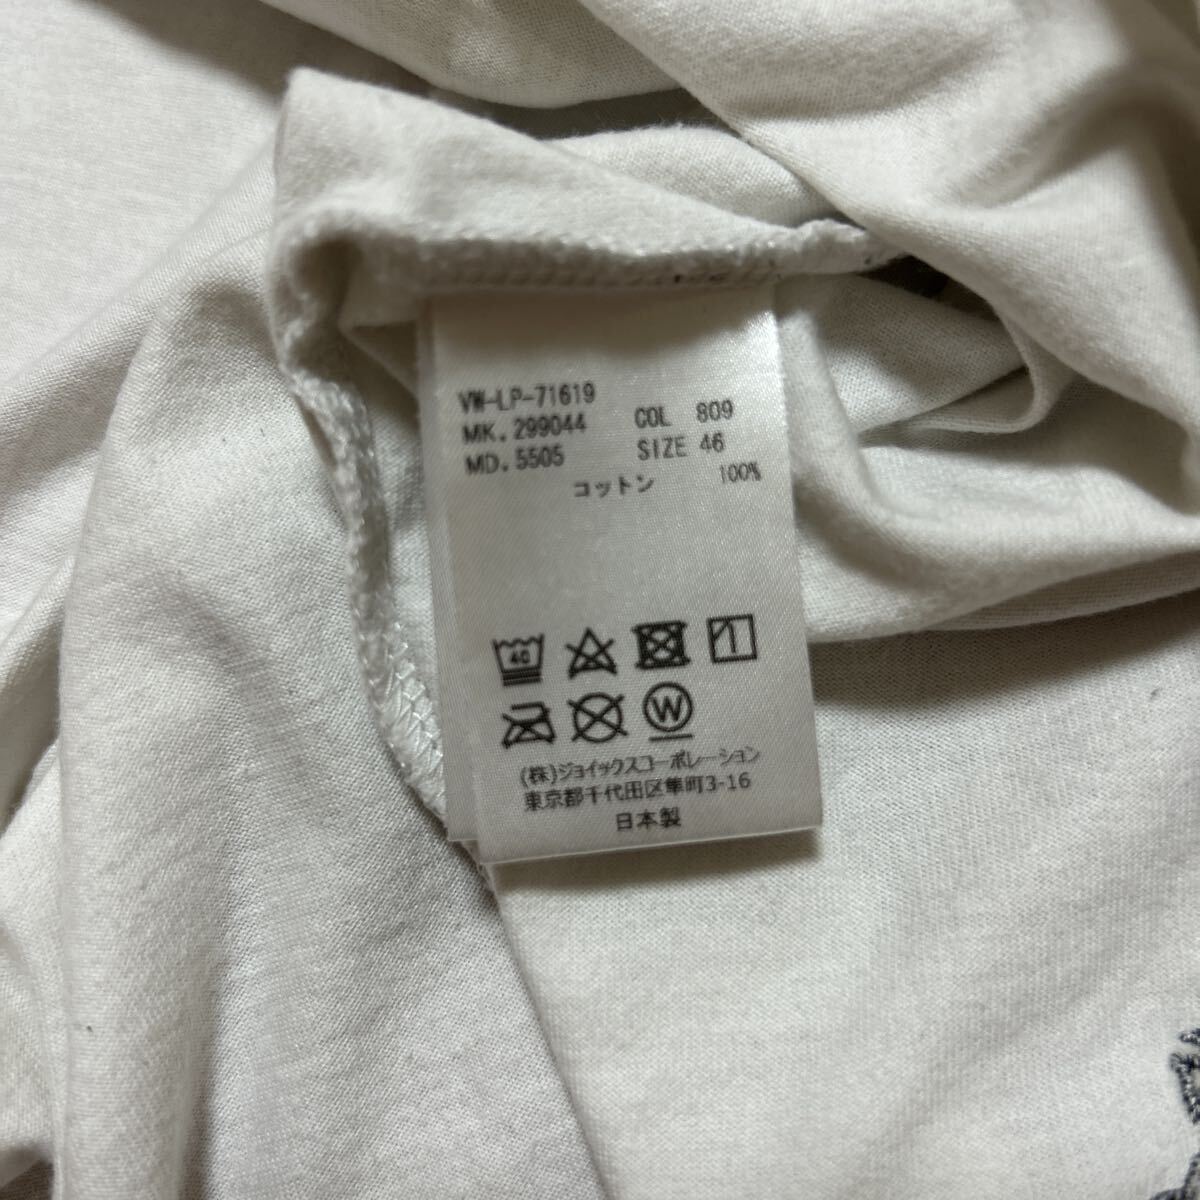 VW-LP-71619
MK. 299044 COL 809
MD. 5505 SIZE 46
コットン 100%
40
W
(株)ジョイックスコーポレーション
東京都千代田区隼町3-16
日本製